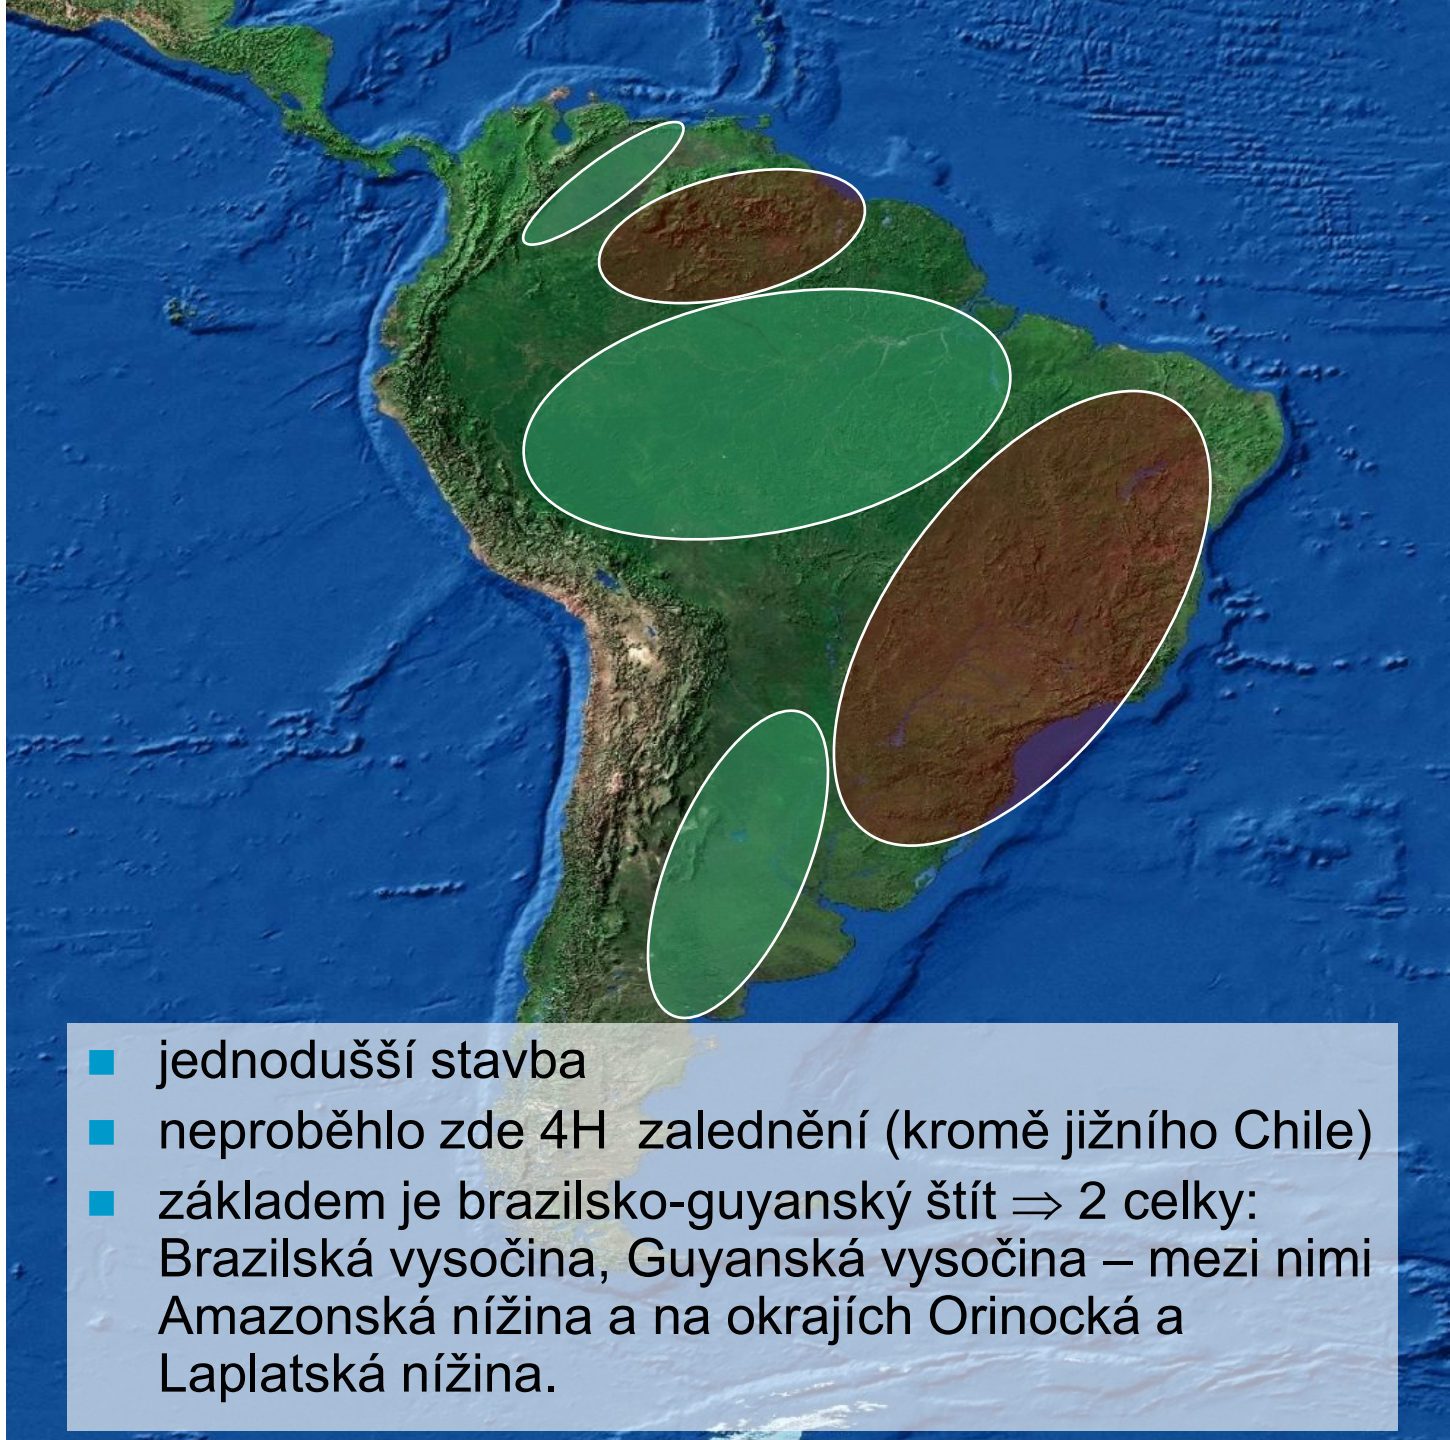 jednodušší stavba
neproběhlo zde 4H  zalednění (kromě jižního Chile)
základem je brazilsko-guyanský štít ⇒ 2 celky:
Brazilská vysočina, Guyanská vysočina – mezi nimi
Amazonská nížina a na okrajích Orinocká a
Laplatská nížina.